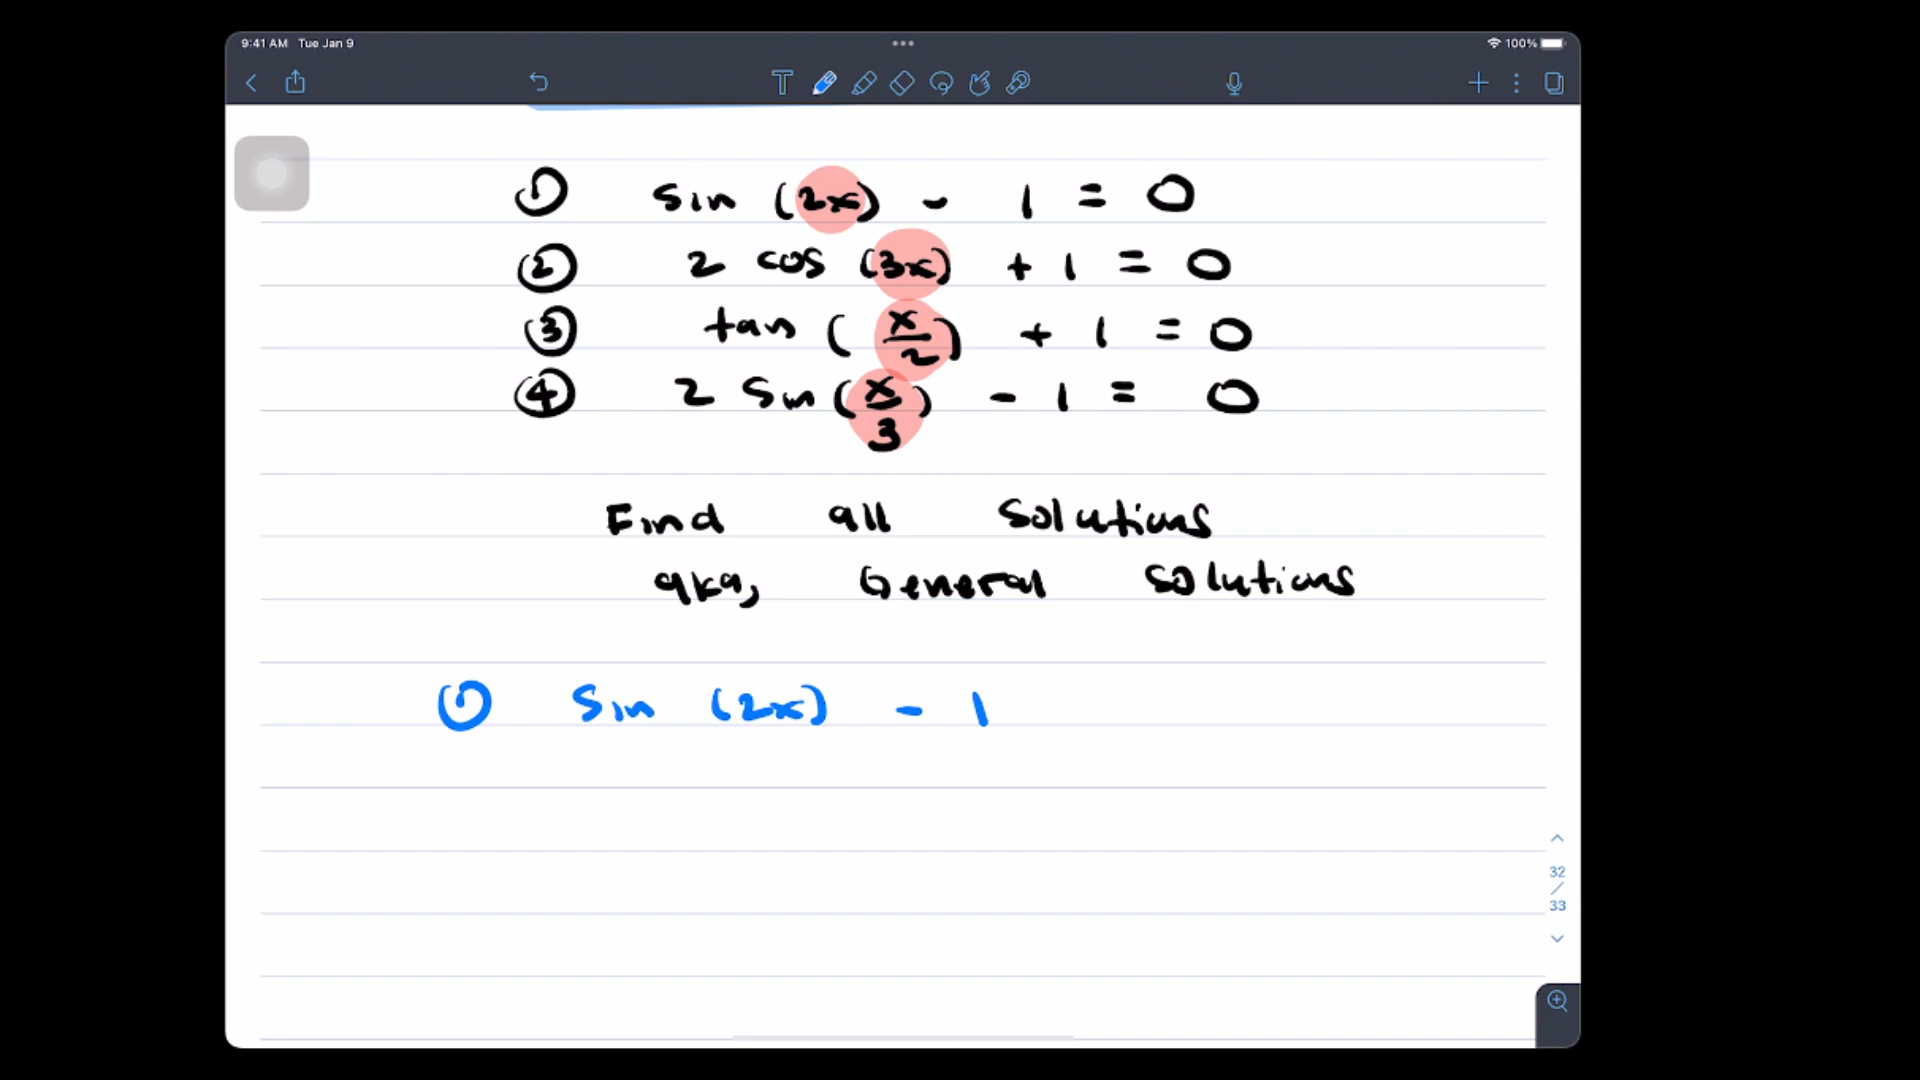 9:41 AM Tue Jan 9
100%
① sin (2x) - 1 = 0
② 2 cos (3x) + 1 = 0
③ tan (x/2) + 1 = 0
④ 2 sin (x/3) - 1 = 0
Find all solutions
aka, General solutions
① sin (2x) - 1
32
/
33